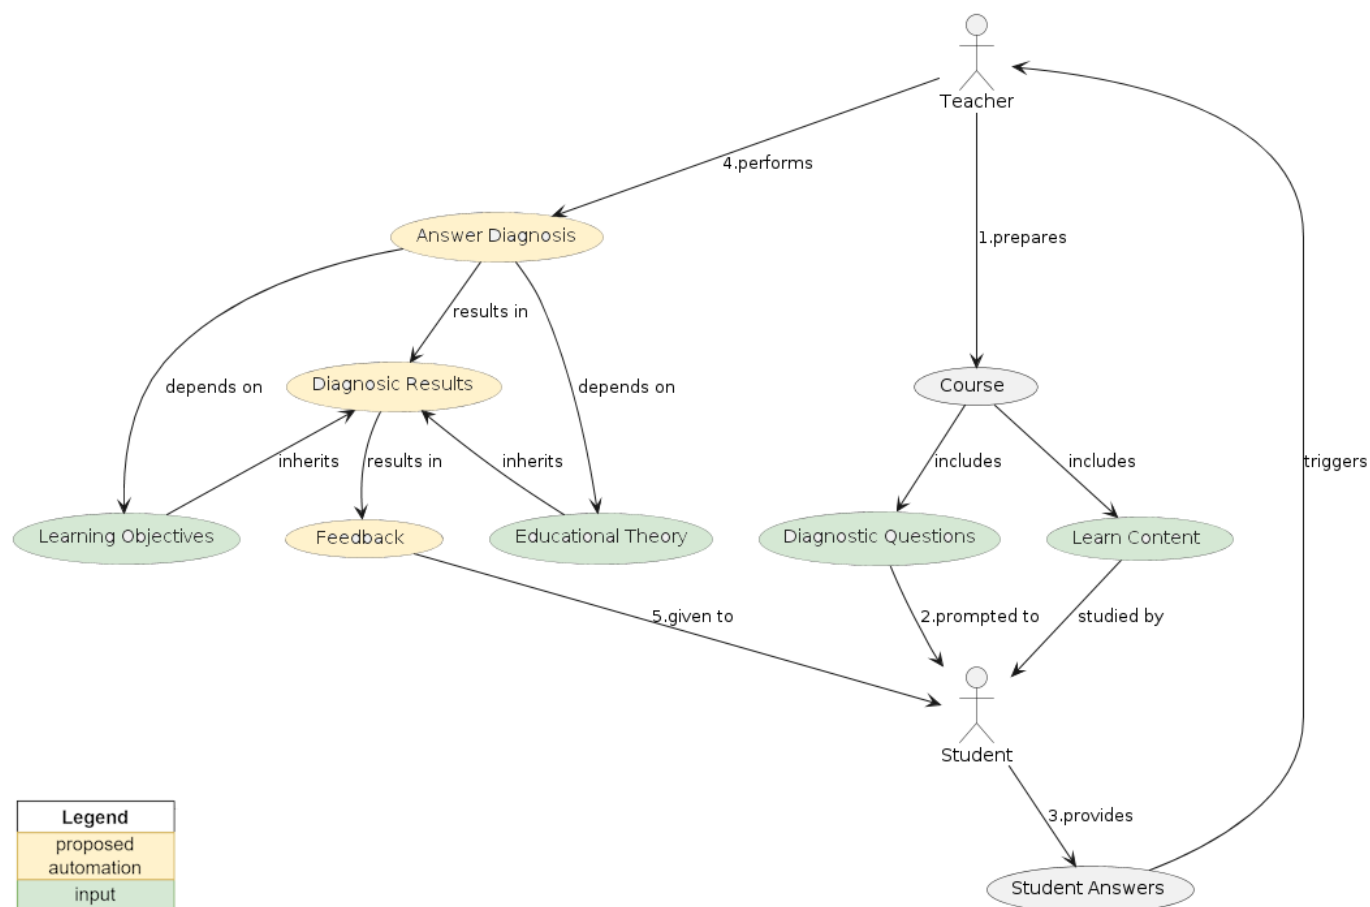 Teacher
4.performs
Answer Diagnosis
1.prepares
results in
Diagnosic Results
Course
depends on
depends on
inherits
results in
inherits
includes
includes
triggers
Learning Objectives
Feedback
Educational Theory
Diagnostic Questions
Learn Content
5.given to
2.prompted to
studied by
Student
3.provides
Student Answers
Legend
proposed
automation
input